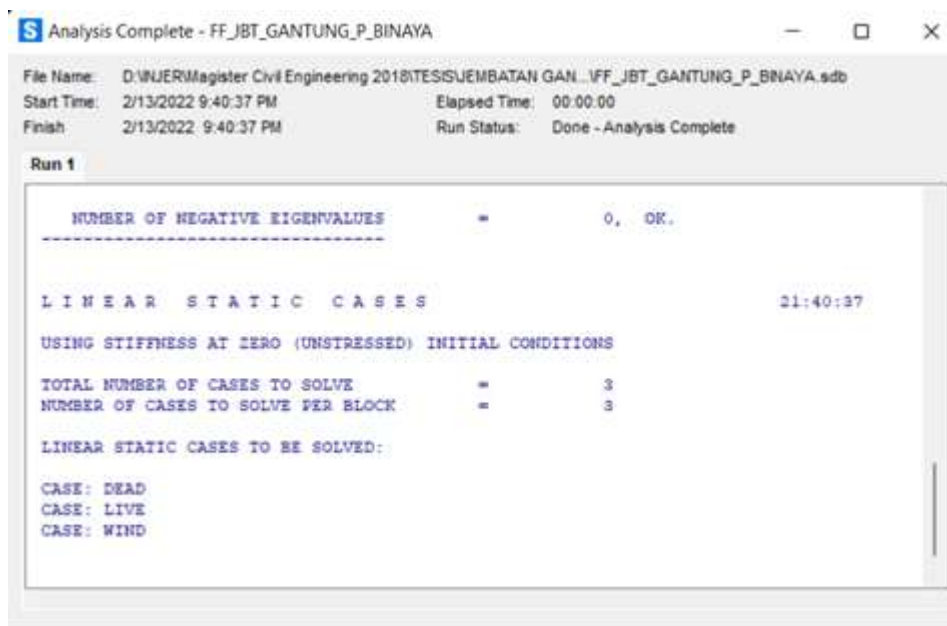 S Analysis Complete - FF_JBT_GANTUNG_P_BINAYA
File Name: D:\INJER\Magister Civil Engineering 2018\TESIS\JEMBATAN GAN...\FF_JBT_GANTUNG_P_BINAYA.sdb
Start Time: 2/13/2022 9:40:37 PM Elapsed Time: 00:00:00
Finish 2/13/2022 9:40:37 PM Run Status: Done - Analysis Complete
Run 1
NUMBER OF NEGATIVE EIGENVALUES = 0, OK.
---------------------------------
L I N E A R   S T A T I C   C A S E S 21:40:37
USING STIFFNESS AT ZERO (UNSTRESSED) INITIAL CONDITIONS
TOTAL NUMBER OF CASES TO SOLVE = 3
NUMBER OF CASES TO SOLVE PER BLOCK = 3
LINEAR STATIC CASES TO BE SOLVED:
CASE: DEAD
CASE: LIVE
CASE: WIND